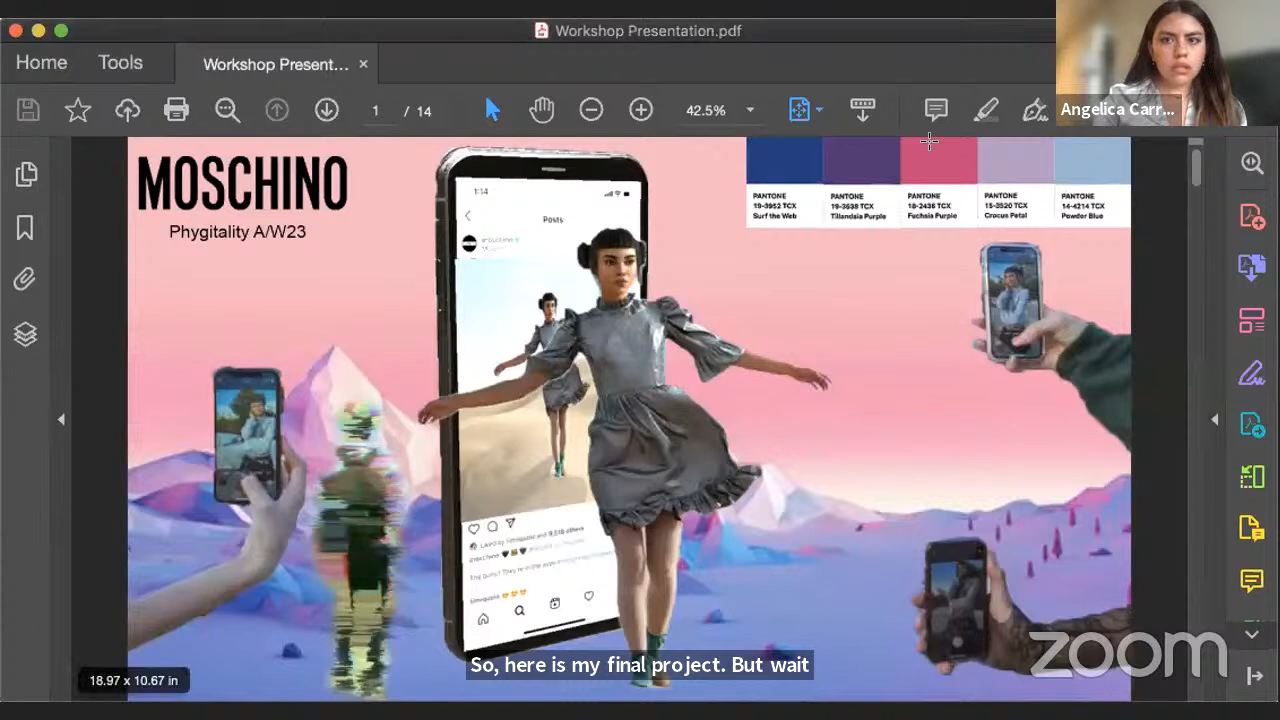 Workshop Presentation.pdf
Home
Tools
Workshop Present...
1 / 14
42.5%
Angelica Carr...
MOSCHINO
Phygitality A/W23
PANTONE
19-3952 TCX
Surf the Web
PANTONE
19-3638 TCX
Tillandsia Purple
PANTONE
18-2436 TCX
Fuchsia Purple
PANTONE
15-3520 TCX
Crocus Petal
PANTONE
14-4214 TCX
Powder Blue
1:14
Posts
So, here is my final project. But wait
18.97 x 10.67 in
zoom